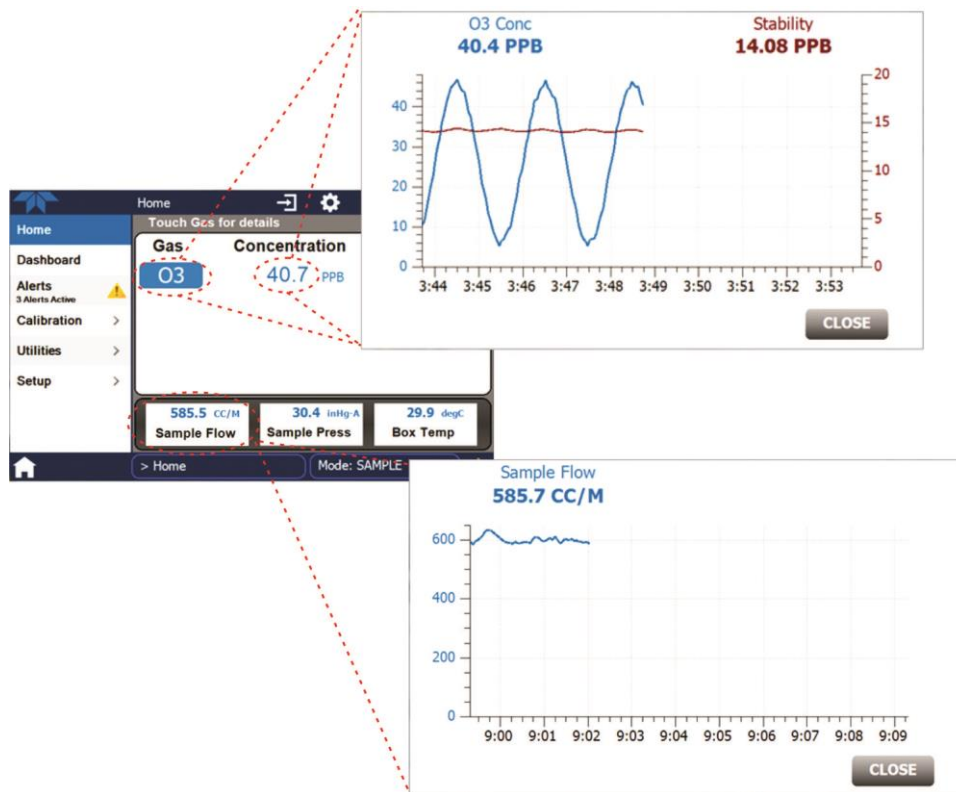 O3 Conc
40.4 PPB
Stability
14.08 PPB
40
30
20
10
0
20
15
10
5
0
3:44 3:45 3:46 3:47 3:48 3:49 3:50 3:51 3:52 3:53
CLOSE
Home
Home
Touch Gas for details
Gas Concentration
O3 40.7 PPB
Dashboard
Alerts
3 Alerts Active
Calibration >
Utilities >
Setup >
585.5 CC/M
Sample Flow
30.4 inHg-A
Sample Press
29.9 degC
Box Temp
> Home
Mode: SAMPLE
Sample Flow
585.7 CC/M
600
400
200
0
9:00 9:01 9:02 9:03 9:04 9:05 9:06 9:07 9:08 9:09
CLOSE